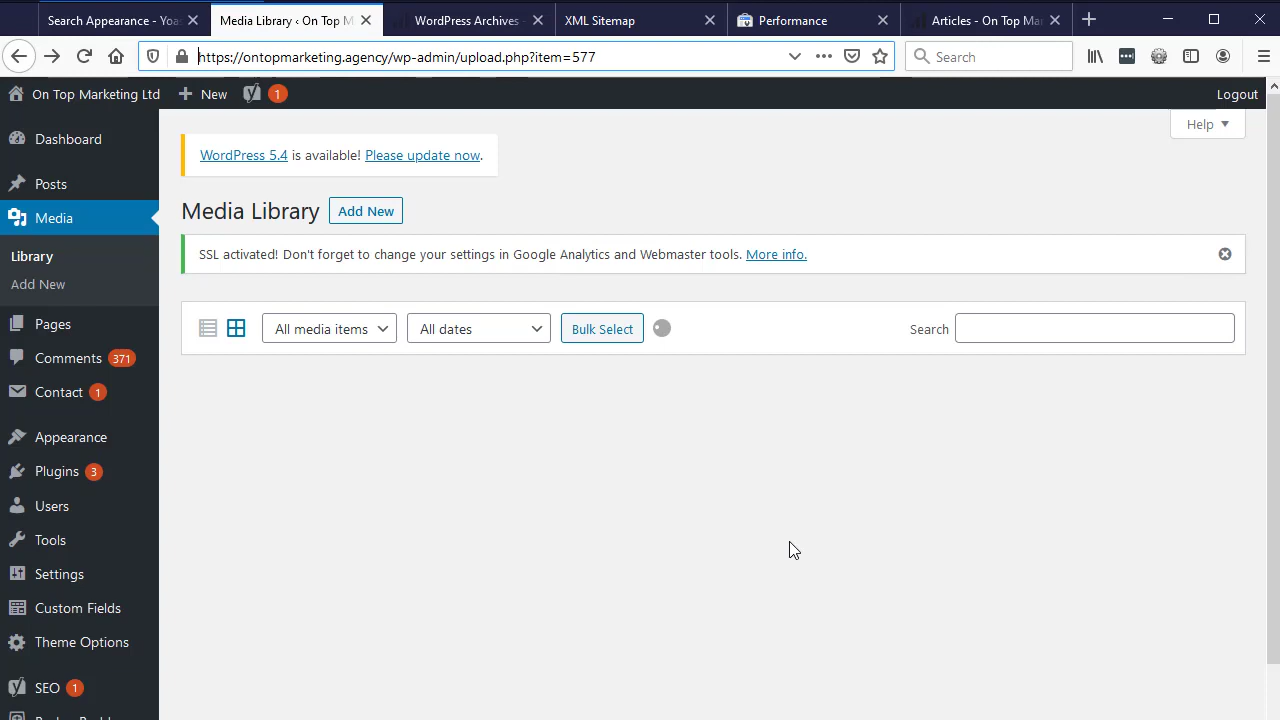 Search Appearance - Yoas
Media Library ‹ On Top M
WordPress Archives -
XML Sitemap
Performance
Articles - On Top Mar
https://ontopmarketing.agency/wp-admin/upload.php?item=577
Search
On Top Marketing Ltd
New
1
Logout
Dashboard
Posts
Media
Library
Add New
Pages
Comments 371
Contact 1
Appearance
Plugins 3
Users
Tools
Settings
Custom Fields
Theme Options
SEO 1
Help
WordPress 5.4 is available! Please update now.
Media Library
Add New
SSL activated! Don't forget to change your settings in Google Analytics and Webmaster tools. More info.
All media items
All dates
Bulk Select
Search